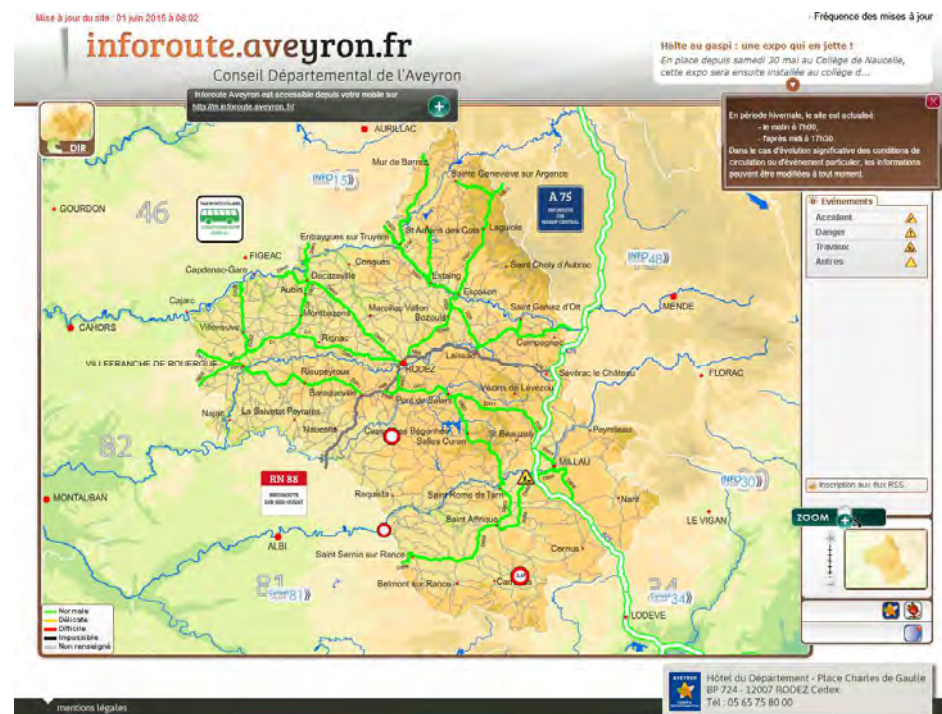 Mise à jour du site : 01 juin 2015 à 08:02
- Fréquence des mises à jour
inforoute.aveyron.fr
Conseil Départemental de l'Aveyron
Halte au gaspi : une expo qui en jette !
En place depuis samedi 30 mai au Collège de Naucelle,
cette expo sera ensuite installée au collège d...
Inforoute Aveyron est accessible depuis votre mobile sur
http://m.inforoute.aveyron.fr/
En période hivernale, le site est actualisé:
- le matin à 7h00,
- l'après midi à 17h30.
Dans le cas d'évolution significative des conditions de
circulation ou d'évènement particulier, les informations
peuvent être modifiées à tout moment.
DIR
AURILLAC
Mur de Barrez
INFO 15
Sainte Geneviève sur Argence
A 75
GOURDON
46
St Amans des Cots
Laguiole
Entraygues sur Truyère
FIGEAC
Conques
Saint Chely d'Aubrac
INFO 48
Capdenac-Gare
Decazeville
Estaing
Espalion
Aubin
Cajarc
Montbazens
Marcillac Vallon
Bozouls
Saint Geniez d'Olt
MENDE
CAHORS
Villeneuve
Rignac
Campagnac
Laissac
VILLEFRANCHE DE ROUERGUE
RODEZ
Rieupeyroux
Sévérac le Château
FLORAC
Baraqueville
Pont de Salars
Vezins de Levezou
Najac
La Salvetat Peyrales
Naucelle
Salles Curan
St Beauzely
Peyreleau
82
MILLAU
RN 88
Requista
Saint Rome de Tarn
Nant
INFO 30
MONTAUBAN
Saint Affrique
LE VIGAN
ALBI
Cornus
Saint Sernin sur Rance
Belmont sur Rance
81
34
LODEVE
Evénements
Accident
Danger
Travaux
Autres
Inscription aux flux RSS.
ZOOM
Normale
Délicate
Difficile
Impossible
Non renseigné
AVEYRON
Hôtel du Département - Place Charles de Gaulle
BP 724 - 12007 RODEZ Cedex
Tél : 05 65 75 80 00
mentions légales